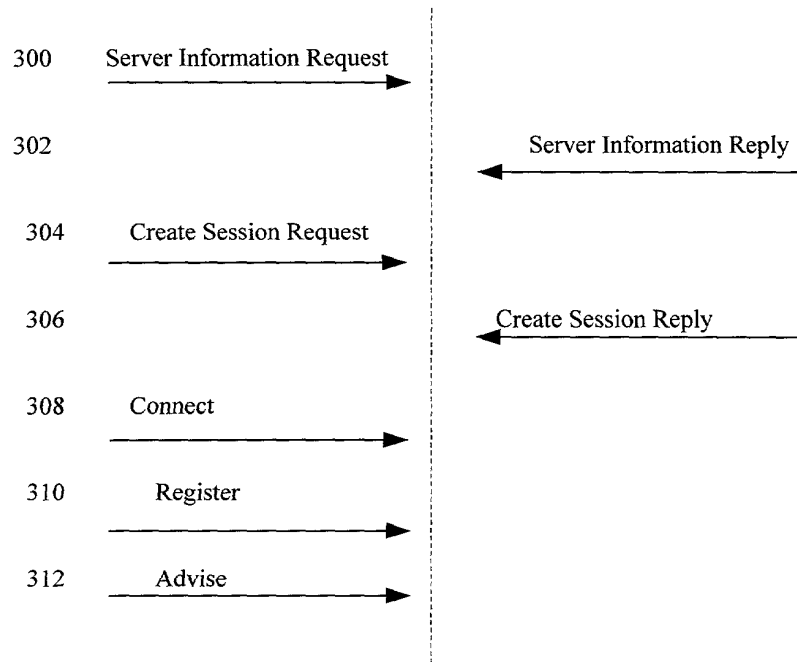 300 Server Information Request
302 Server Information Reply
304 Create Session Request
306 Create Session Reply
308 Connect
310 Register
312 Advise